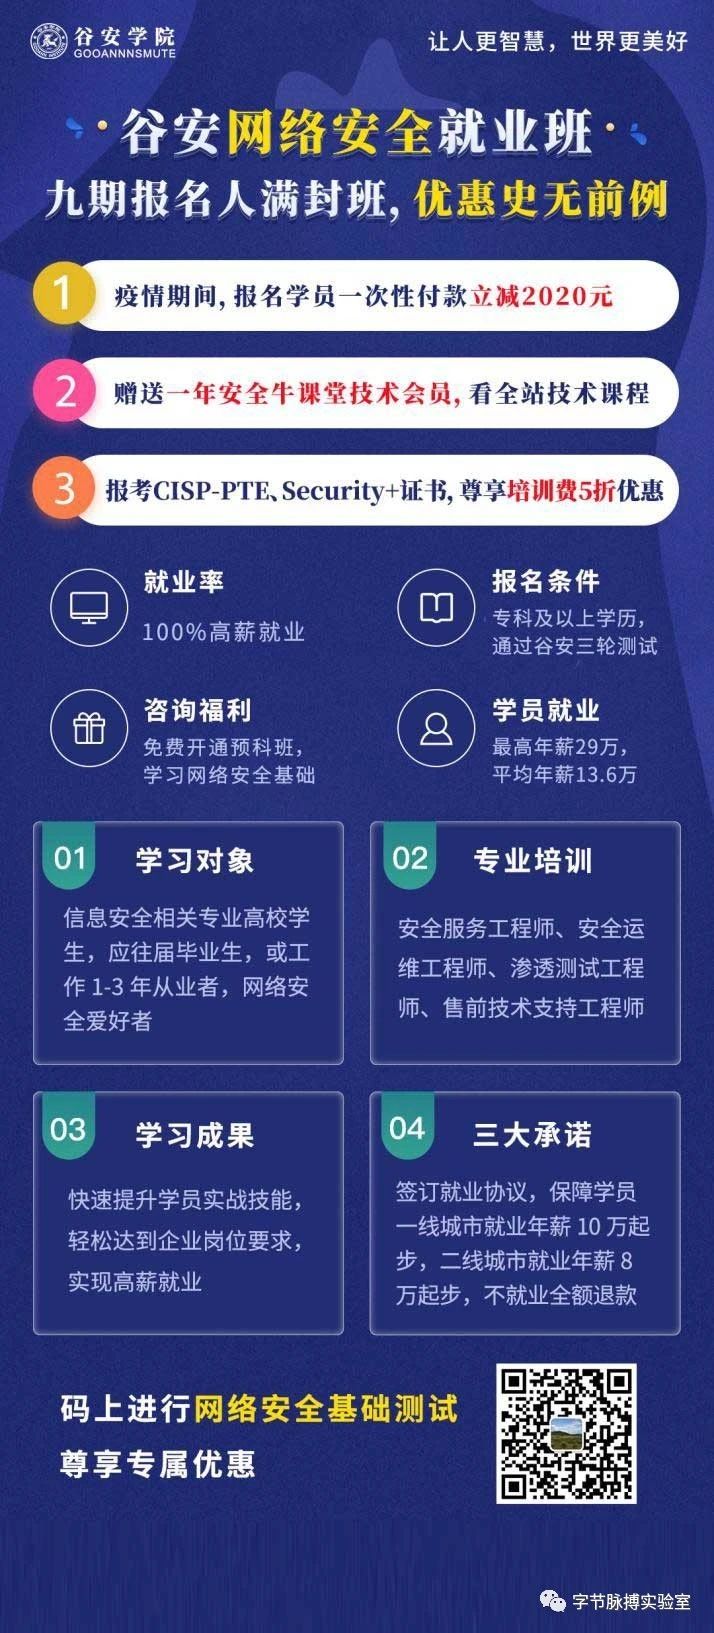 谷安学院
GOOANNNSMUTE
让人更智慧，世界更美好
谷安网络安全就业班
九期报名人满封班，优惠史无前例
1 疫情期间，报名学员一次性付款立减2020元
2 赠送一年安全牛课堂技术会员，看全站技术课程
3 报考CISP-PTE、Security+证书，尊享培训费5折优惠
就业率
100%高薪就业
报名条件
专科及以上学历，
通过谷安三轮测试
咨询福利
免费开通预科班，
学习网络安全基础
学员就业
最高年薪29万，
平均年薪13.6万
01 学习对象
信息安全相关专业高校学
生，应往届毕业生，或工
作 1-3 年从业者，网络安
全爱好者
02 专业培训
安全服务工程师、安全运
维工程师、渗透测试工程
师、售前技术支持工程师
03 学习成果
快速提升学员实战技能，
轻松达到企业岗位要求，
实现高薪就业
04 三大承诺
签订就业协议，保障学员
一线城市就业年薪 10 万起
步，二线城市就业年薪 8
万起步，不就业全额退款
码上进行网络安全基础测试
尊享专属优惠
字节脉搏实验室